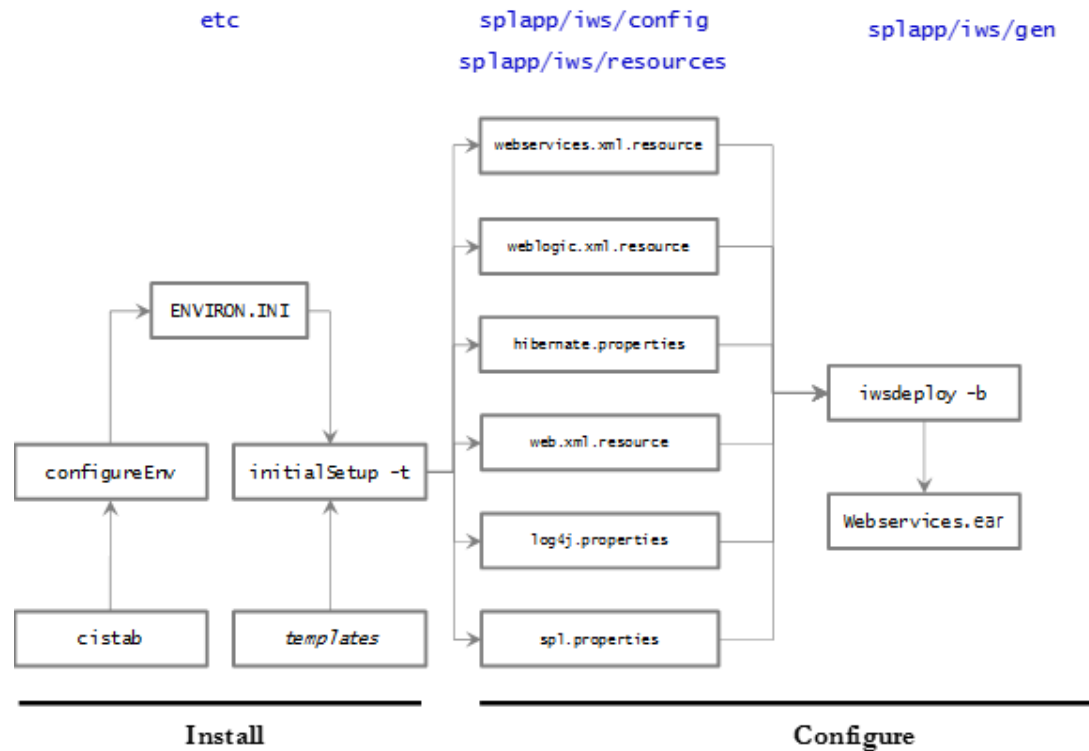 etc
splapp/iws/config
splapp/iws/resources
splapp/iws/gen
webservices.xml.resource
weblogic.xml.resource
ENVIRON.INI
hibernate.properties
iwsdeploy -b
configureEnv
initialSetup -t
web.xml.resource
Webservices.ear
log4j.properties
cistab
templates
spl.properties
Install
Configure